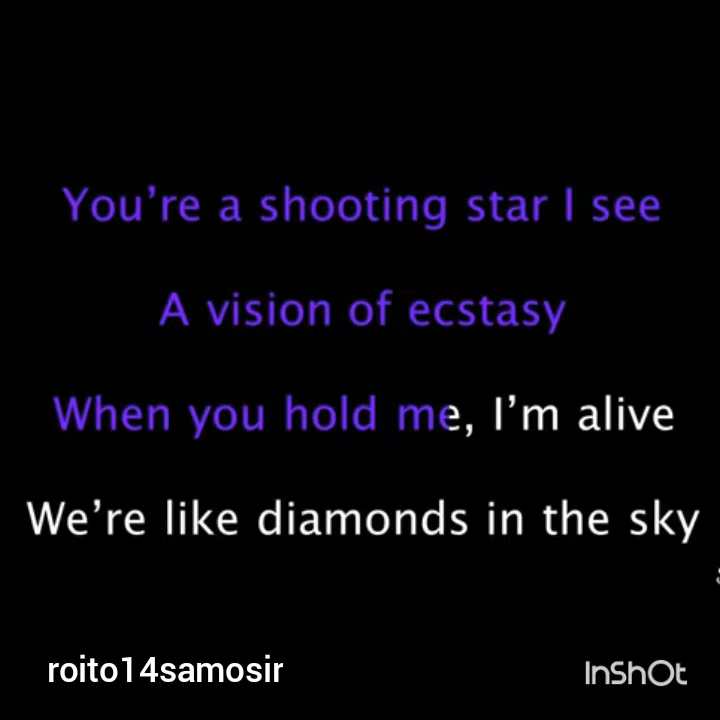 You’re a shooting star I see
A vision of ecstasy
When you hold me, I’m alive
We’re like diamonds in the sky
roito14samosir
InShOt